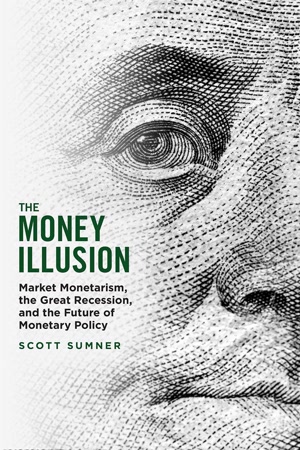 THE
MONEY
ILLUSION
Market Monetarism,
the Great Recession,
and the Future of
Monetary Policy
SCOTT SUMNER